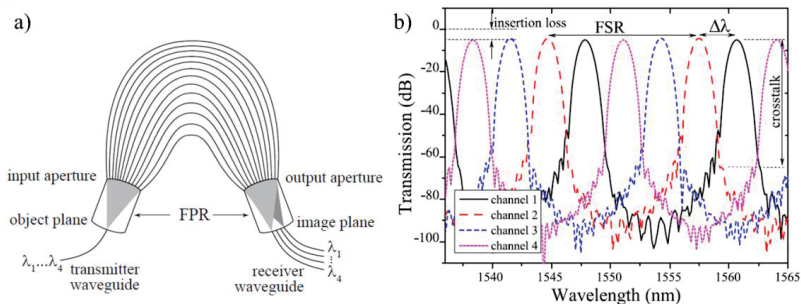 a)
input aperture
output aperture
object plane
FPR
image plane
λ1...λ4
transmitter
waveguide
receiver
waveguide
λ1
λ4
b)
insertion loss
FSR
Δλ
crosstalk
Transmission (dB)
0
-20
-40
-60
-80
-100
channel 1
channel 2
channel 3
channel 4
1540
1545
1550
1555
1560
1565
Wavelength (nm)